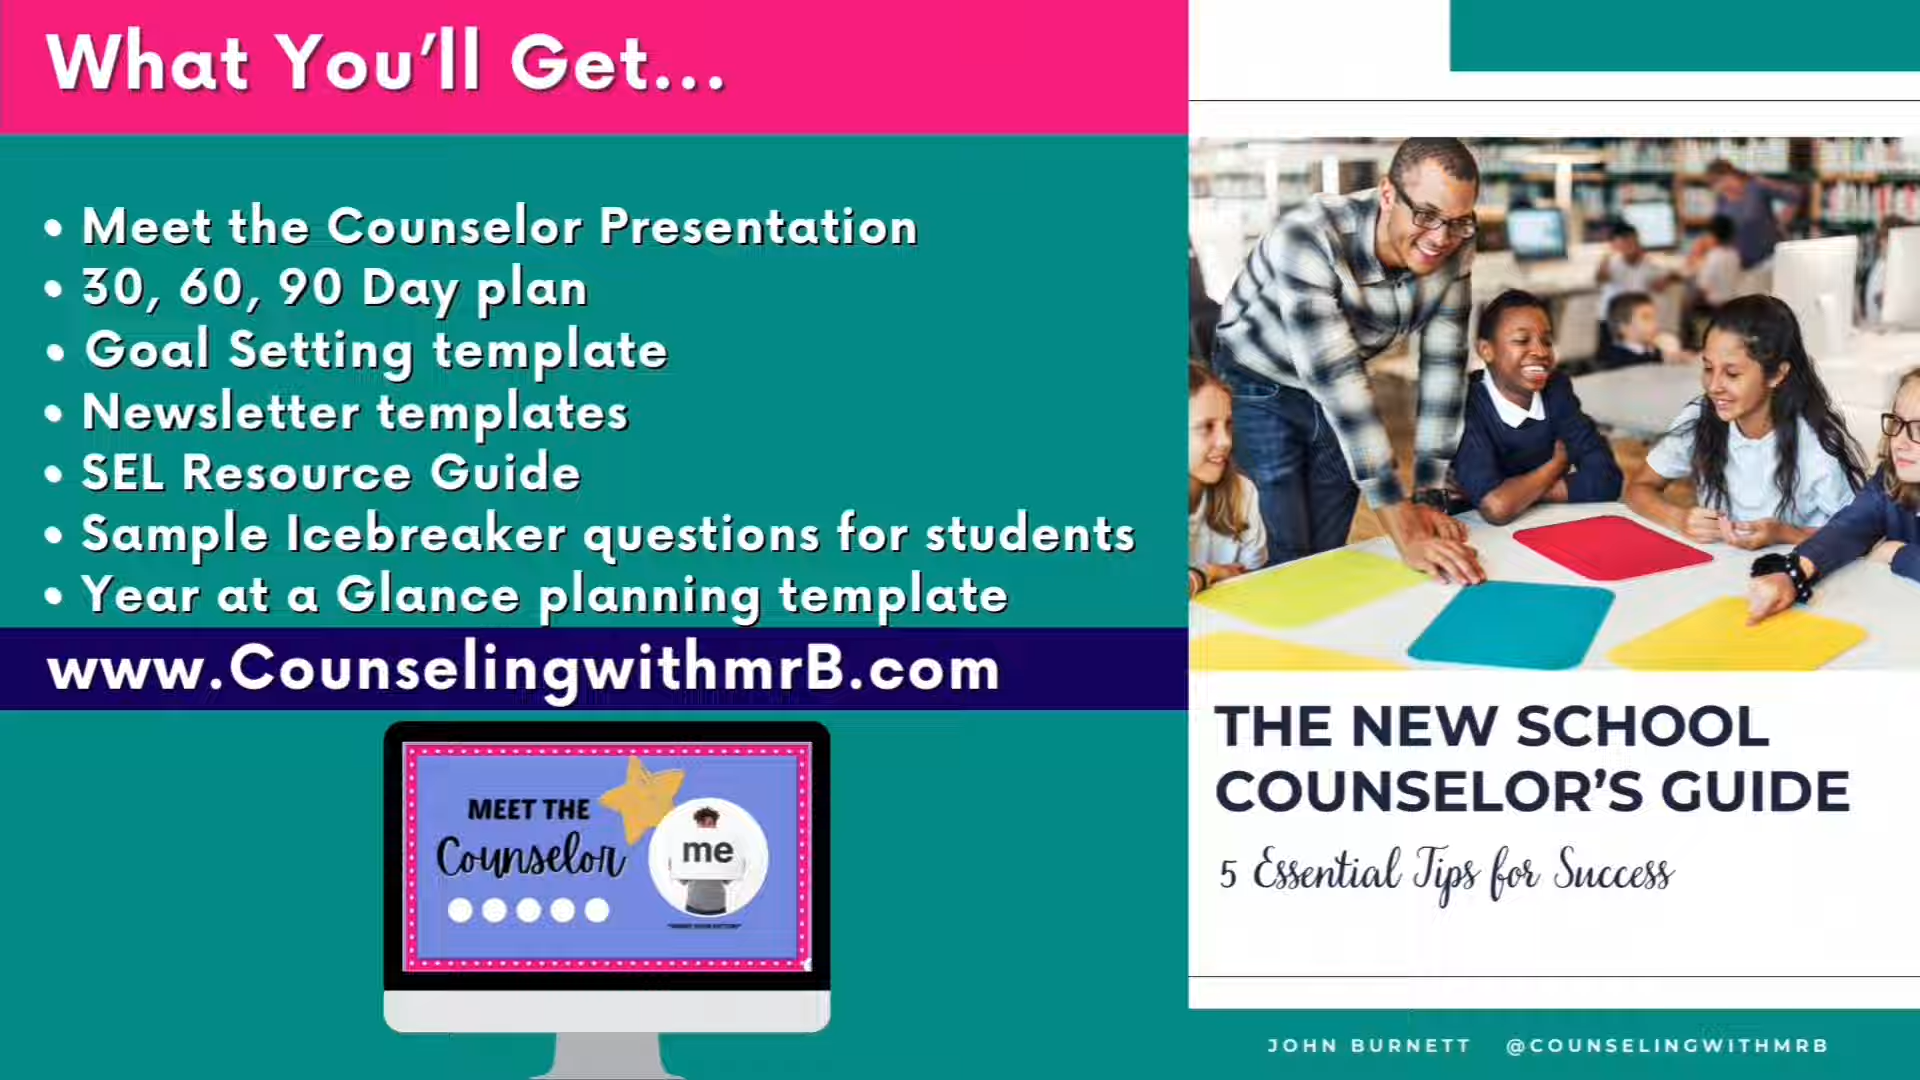 What You’ll Get...
• Meet the Counselor Presentation
• 30, 60, 90 Day plan
• Goal Setting template
• Newsletter templates
• SEL Resource Guide
• Sample Icebreaker questions for students
• Year at a Glance planning template
www.CounselingwithmrB.com
MEET THE
Counselor
me
THE NEW SCHOOL
COUNSELOR’S GUIDE
5 Essential Tips for Success
JOHN BURNETT @COUNSELINGWITHMRB